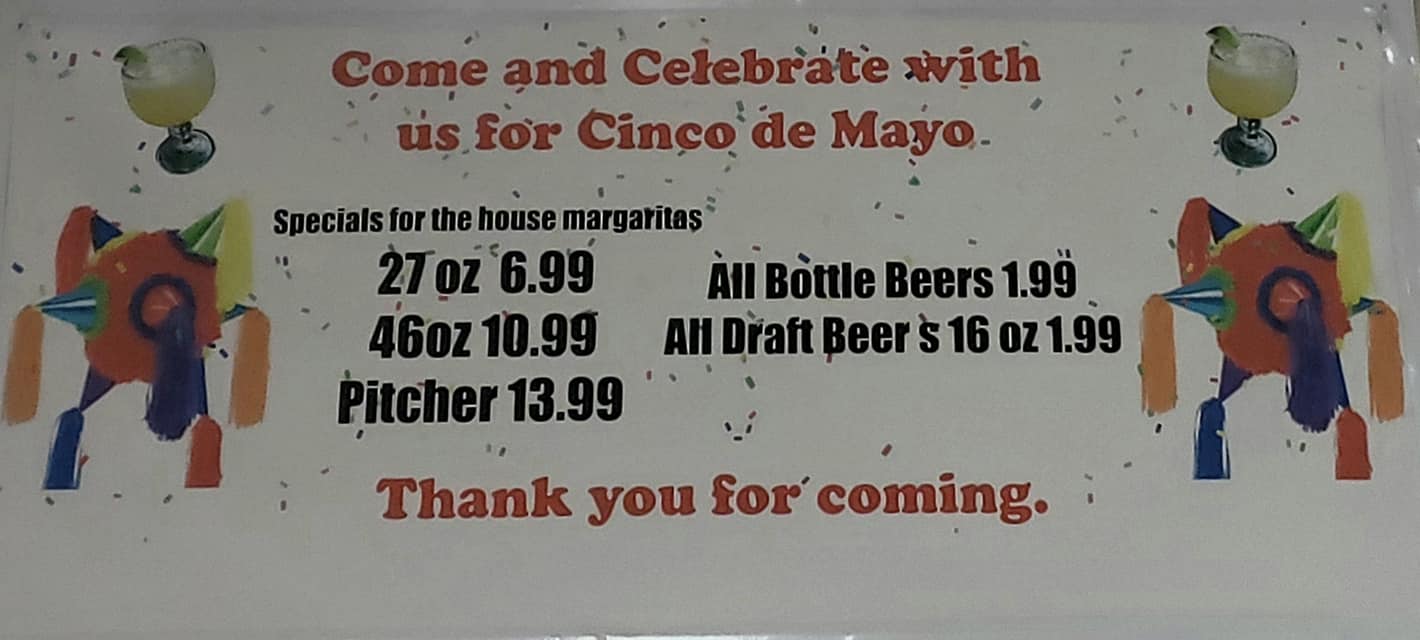 Come and Celebrate with
us for Cinco de Mayo.
Specials for the house margaritas
27 oz 6.99
46oz 10.99
Pitcher 13.99
All Bottle Beers 1.99
All Draft Beer s 16 oz 1.99
Thank you for coming.